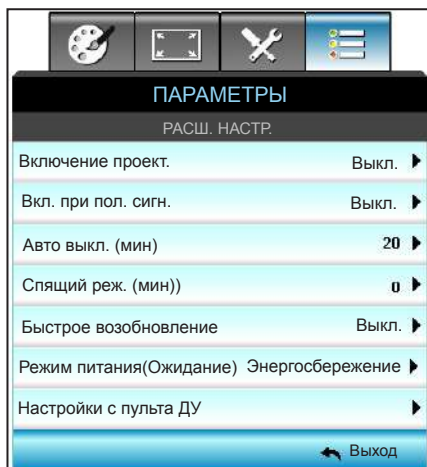 ПАРАМЕТРЫ
РАСШ. НАСТР.
Включение проект. Выкл.
Вкл. при пол. сигн. Выкл.
Авто выкл. (мин) 20
Спящий реж. (мин)) 0
Быстрое возобновление Выкл.
Режим питания(Ожидание) Энергосбережение
Настройки с пульта ДУ
Выход